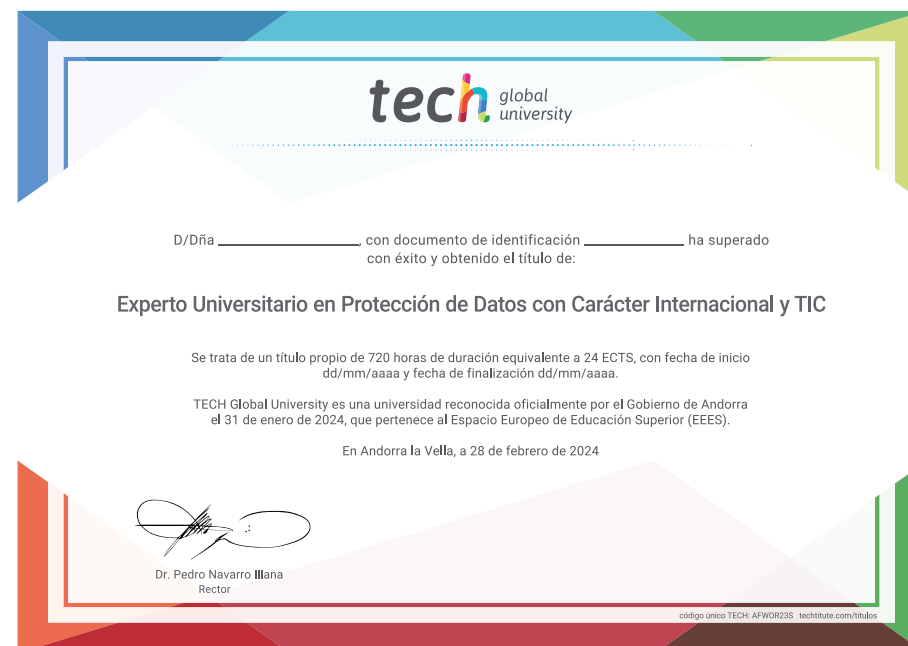 tech global university
D/Dña ____________________, con documento de identificación ______________ ha superado
con éxito y obtenido el título de:
Experto Universitario en Protección de Datos con Carácter Internacional y TIC
Se trata de un título propio de 720 horas de duración equivalente a 24 ECTS, con fecha de inicio
dd/mm/aaaa y fecha de finalización dd/mm/aaaa.
TECH Global University es una universidad reconocida oficialmente por el Gobierno de Andorra
el 31 de enero de 2024, que pertenece al Espacio Europeo de Educación Superior (EEES).
En Andorra la Vella, a 28 de febrero de 2024
Dr. Pedro Navarro Illana
Rector
código único TECH: AFWOR23S techtitute.com/titulos